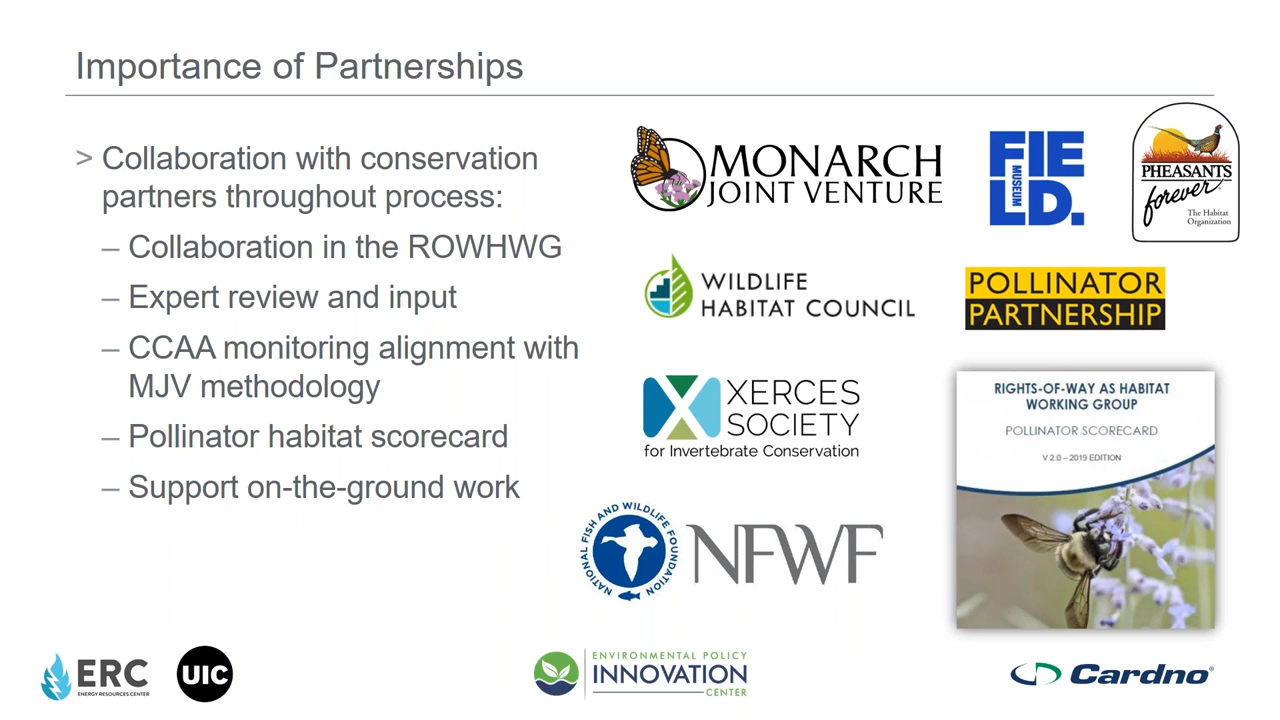 Importance of Partnerships
> Collaboration with conservation
partners throughout process:
– Collaboration in the ROWHWG
– Expert review and input
– CCAA monitoring alignment with
MJV methodology
– Pollinator habitat scorecard
– Support on-the-ground work
MONARCH
JOINT VENTURE
FIE
LD.
MUSEUM
PHEASANTS
forever
The Habitat
Organization
WILDLIFE
HABITAT COUNCIL
POLLINATOR
PARTNERSHIP
XERCES
SOCIETY
for Invertebrate Conservation
RIGHTS-OF-WAY AS HABITAT
WORKING GROUP
POLLINATOR SCORECARD
V 2.0 – 2019 EDITION
NATIONAL FISH AND WILDLIFE FOUNDATION
NFWF
ERC
ENERGY RESOURCES CENTER
UIC
ENVIRONMENTAL POLICY
INNOVATION
CENTER
Cardno®